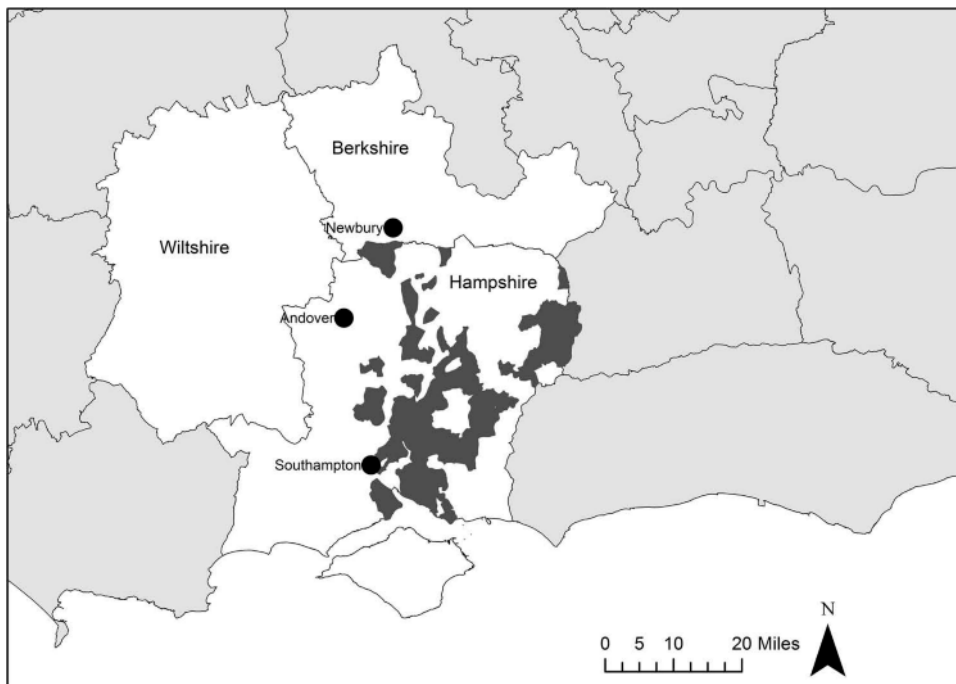 Berkshire
Newbury
Wiltshire
Hampshire
Andover
Southampton
N
0 5 10 20 Miles